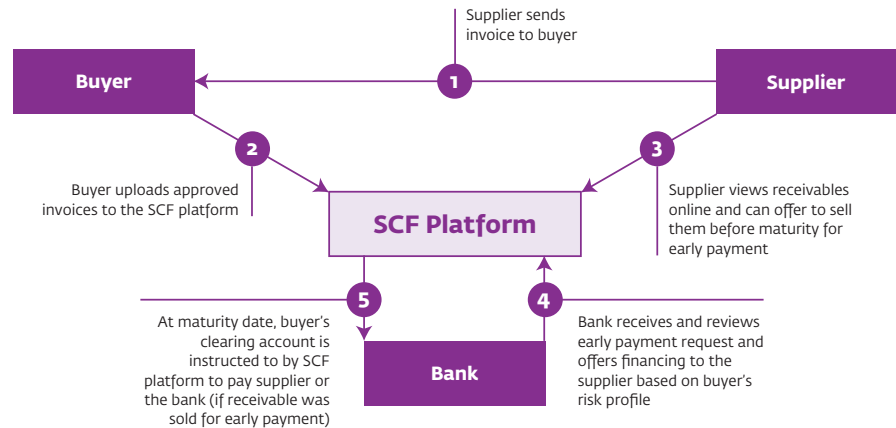 Supplier sends
invoice to buyer
Buyer
1
Supplier
2
3
Buyer uploads approved
invoices to the SCF platform
Supplier views receivables
online and can offer to sell
them before maturity for
early payment
SCF Platform
5
4
At maturity date, buyer's
clearing account is
instructed to by SCF
platform to pay supplier or
the bank (if receivable was
sold for early payment)
Bank
Bank receives and reviews
early payment request and
offers financing to the
supplier based on buyer's
risk profile